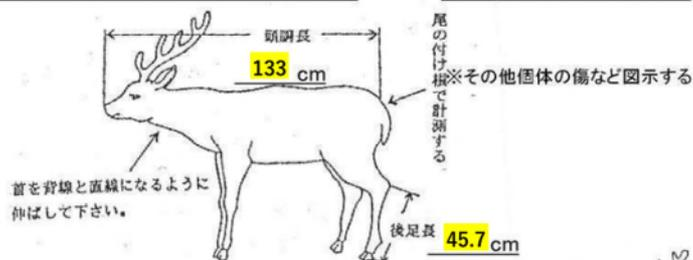 頭胴長
133 cm
尾の付け根で計測する
※その他個体の傷など図示する
首を背線と直線になるように
伸ばして下さい。
後足長 45.7 cm